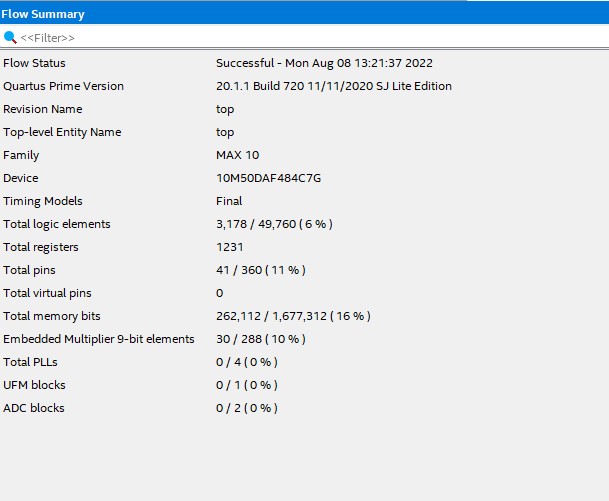 Flow Summary
<<Filter>>
Flow Status Successful - Mon Aug 08 13:21:37 2022
Quartus Prime Version 20.1.1 Build 720 11/11/2020 SJ Lite Edition
Revision Name top
Top-level Entity Name top
Family MAX 10
Device 10M50DAF484C7G
Timing Models Final
Total logic elements 3,178 / 49,760 ( 6 % )
Total registers 1231
Total pins 41 / 360 ( 11 % )
Total virtual pins 0
Total memory bits 262,112 / 1,677,312 ( 16 % )
Embedded Multiplier 9-bit elements 30 / 288 ( 10 % )
Total PLLs 0 / 4 ( 0 % )
UFM blocks 0 / 1 ( 0 % )
ADC blocks 0 / 2 ( 0 % )